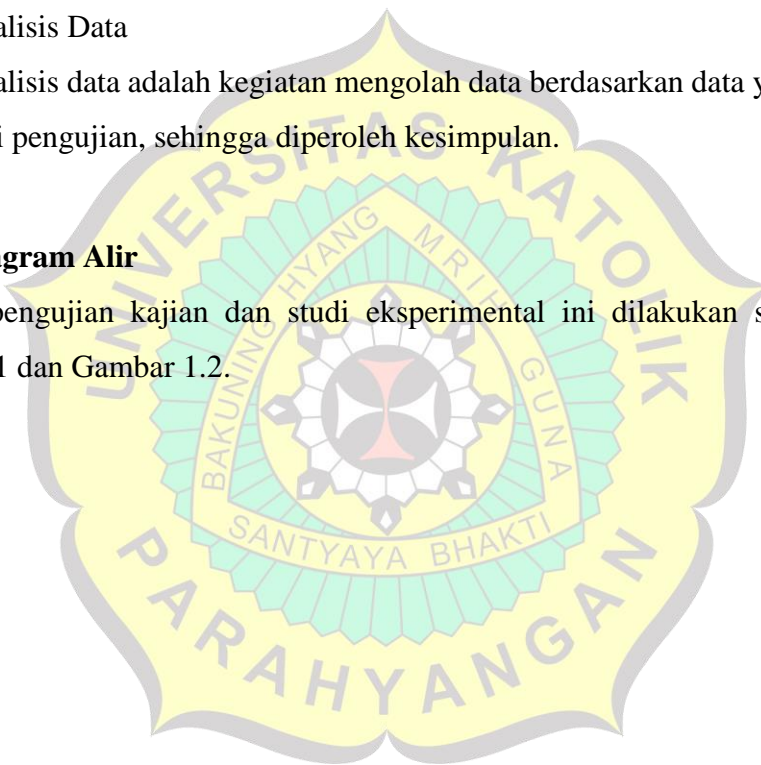 alisis Data
alisis data adalah kegiatan mengolah data berdasarkan data y
i pengujian, sehingga diperoleh kesimpulan.
gram Alir
pengujian kajian dan studi eksperimental ini dilakukan s
1 dan Gambar 1.2.
UNIVERSITAS KATOLIK
PARAHYANGAN
BAKUNING HYANG MRIH GUNA
SANTYAYA BHAKTI